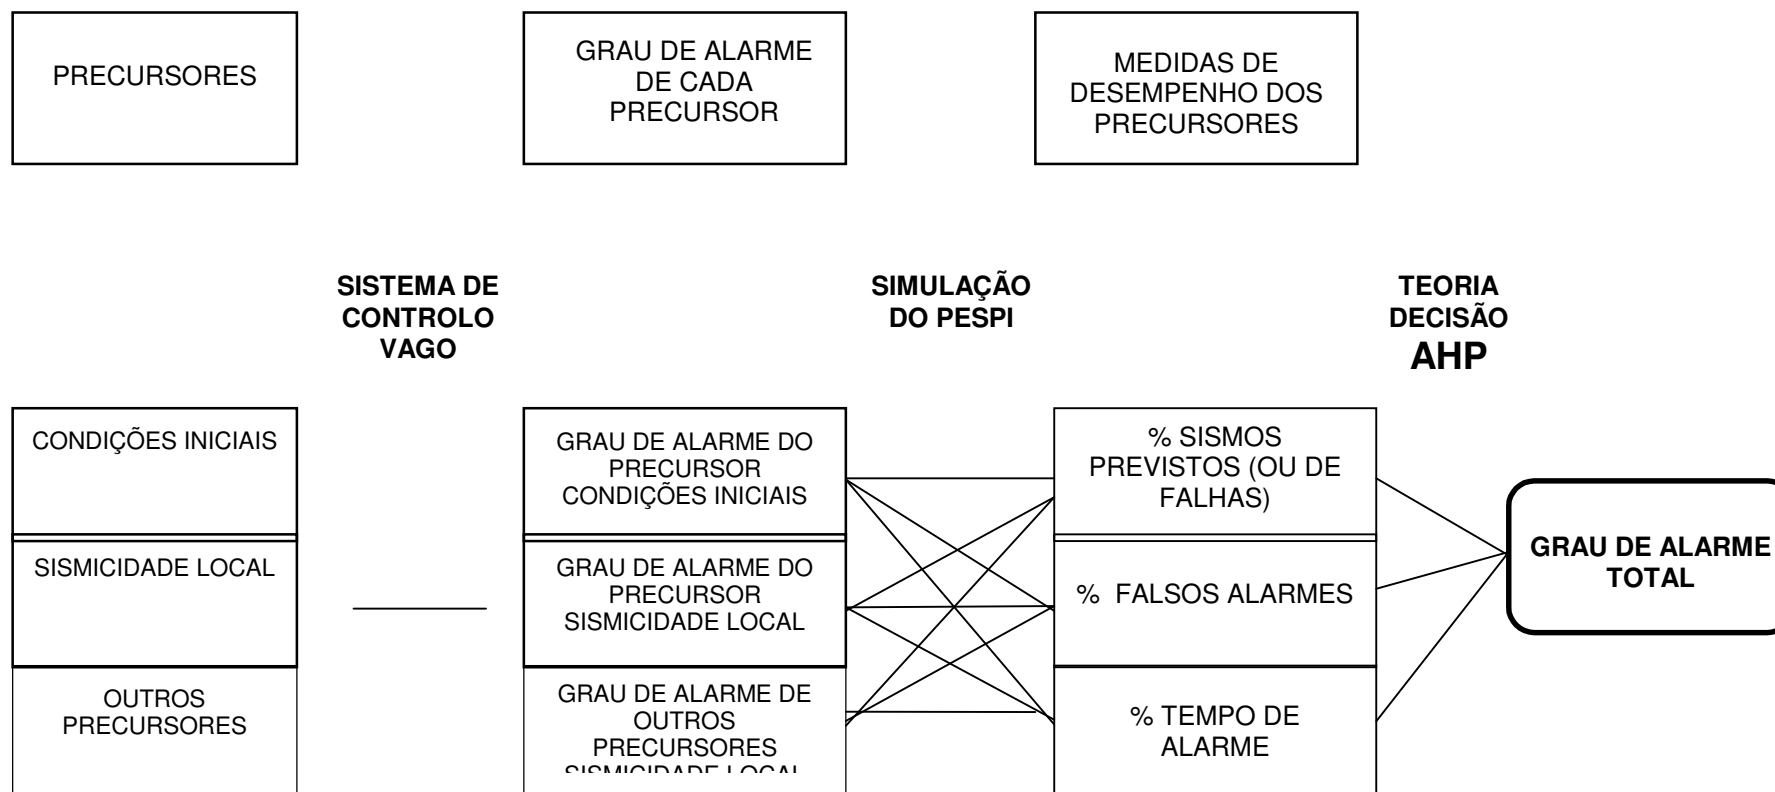 PRECURSORES
GRAU DE ALARME
DE CADA
PRECURSOR
MEDIDAS DE
DESEMPENHO DOS
PRECURSORES
SISTEMA DE
CONTROLO
VAGO
SIMULAÇÃO
DO PESPI
TEORIA
DECISÃO
AHP
CONDIÇÕES INICIAIS
SISMICIDADE LOCAL
OUTROS
PRECURSORES
GRAU DE ALARME DO
PRECURSOR
CONDIÇÕES INICIAIS
GRAU DE ALARME DO
PRECURSOR
SISMICIDADE LOCAL
GRAU DE ALARME DE
OUTROS
PRECURSORES
SISMICIDADE LOCAL
% SISMOS
PREVISTOS (OU DE
FALHAS)
% FALSOS ALARMES
% TEMPO DE
ALARME
GRAU DE ALARME
TOTAL